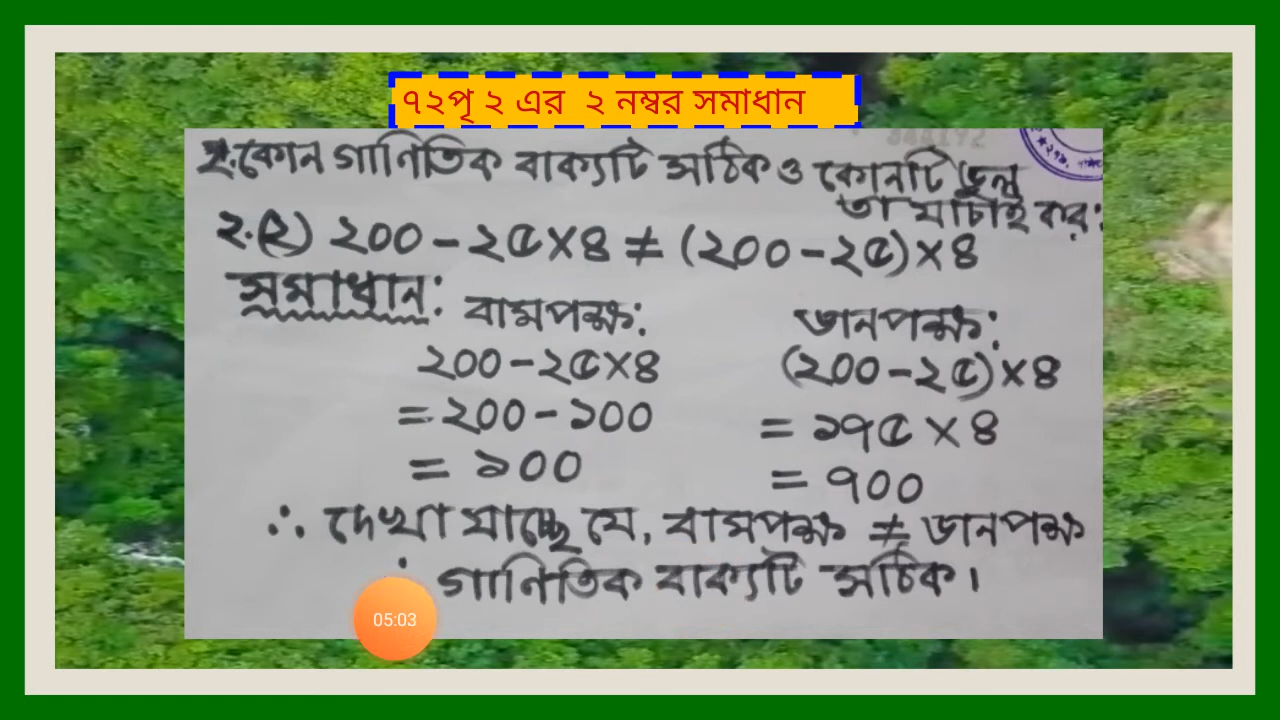 ৭২পৃ ২ এর ২ নম্বর সমাধান
২.কোন গাণিতিক বাক্যটি সঠিক ও কোনটি ভুল
তা যাচাই কর:
২.(২) ২০০ - ২৫×৪ ≠ (২০০-২৫)×৪
সমাধান: বামপক্ষ:
২০০-২৫×৪
=২০০-১০০
= ১০০
ডানপক্ষ:
(২০০-২৫)×৪
= ১৭৫ × ৪
= ৭০০
∴ দেখা যাচ্ছে যে, বামপক্ষ ≠ ডানপক্ষ
গাণিতিক বাক্যটি সঠিক।
05:03